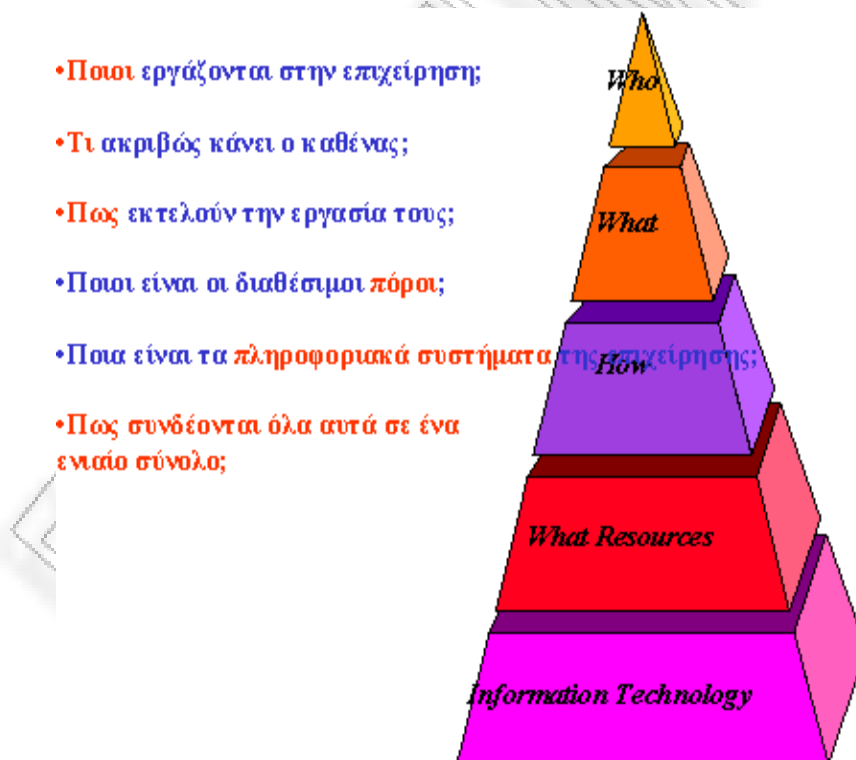 •Ποιοι εργάζονται στην επιχείρηση;
•Τι ακριβώς κάνει ο καθένας;
•Πως εκτελούν την εργασία τους;
•Ποιοι είναι οι διαθέσιμοι πόροι;
•Ποια είναι τα πληροφοριακά συστήματα της επιχείρησης;
•Πως συνδέονται όλα αυτά σε ένα
ενιαίο σύνολο;
Who
What
How
What Resources
Information Technology